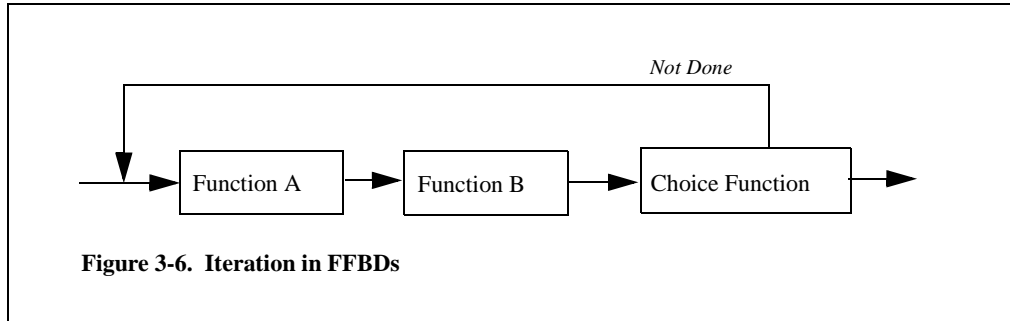 Not Done
Function A
Function B
Choice Function
Figure 3-6. Iteration in FFBDs